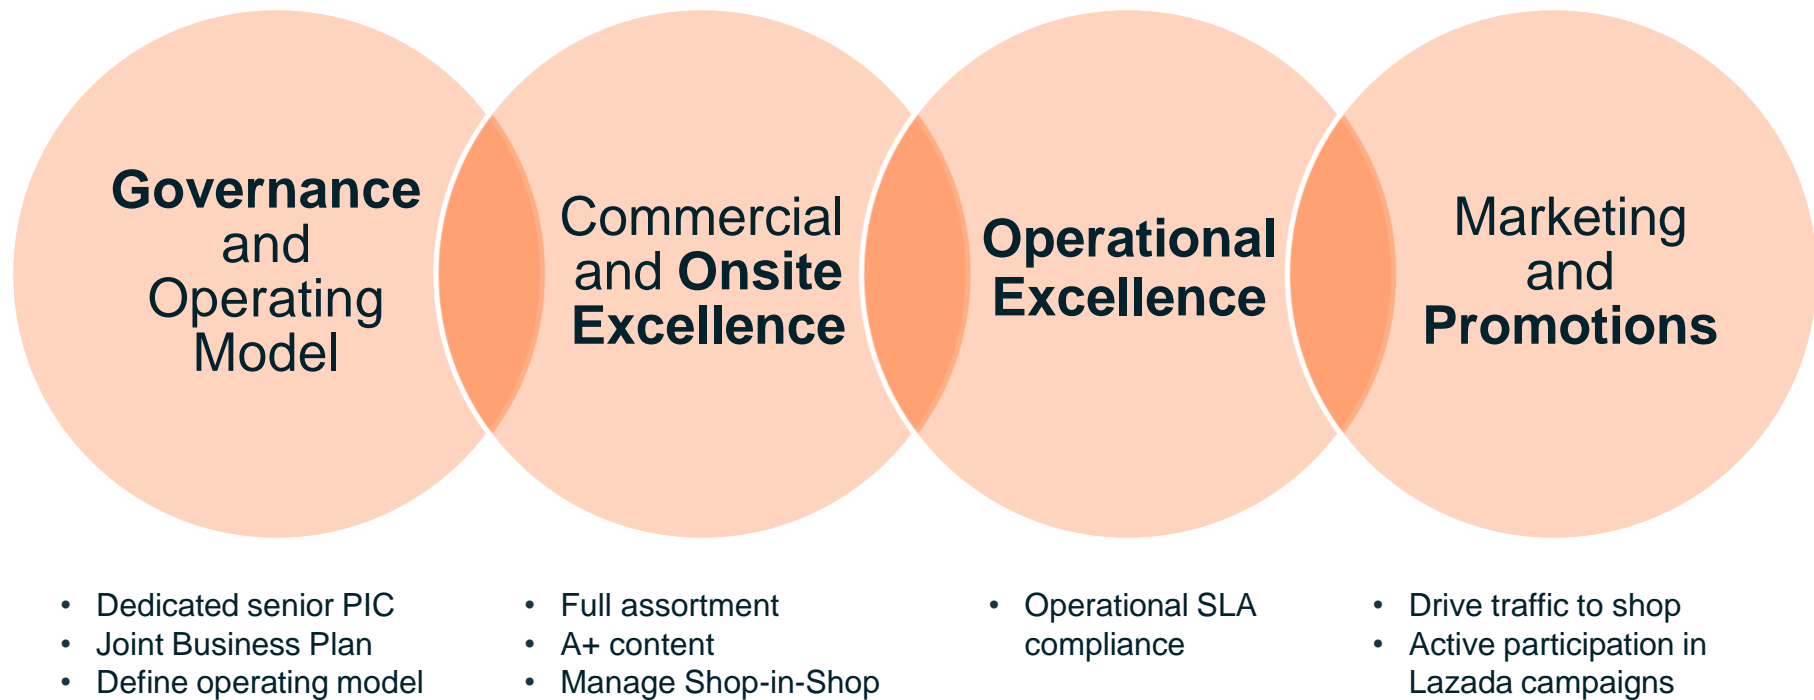 Governance
and
Operating
Model
Commercial
and Onsite
Excellence
Operational
Excellence
Marketing
and
Promotions
• Dedicated senior PIC
• Joint Business Plan
• Define operating model
• Full assortment
• A+ content
• Manage Shop-in-Shop
• Operational SLA
compliance
• Drive traffic to shop
• Active participation in
Lazada campaigns